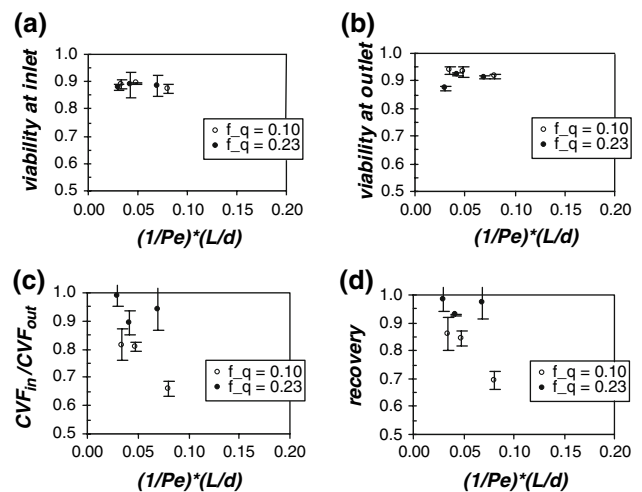 (a)
viability at inlet
1.0
0.9
0.8
0.7
0.6
0.5
0.00 0.05 0.10 0.15 0.20
(1/Pe)*(L/d)
f_q = 0.10
f_q = 0.23
(b)
viability at outlet
1.0
0.9
0.8
0.7
0.6
0.5
0.00 0.05 0.10 0.15 0.20
(1/Pe)*(L/d)
f_q = 0.10
f_q = 0.23
(c)
CVF_in/CVF_out
1.0
0.9
0.8
0.7
0.6
0.5
0.00 0.05 0.10 0.15 0.20
(1/Pe)*(L/d)
f_q = 0.10
f_q = 0.23
(d)
recovery
1.0
0.9
0.8
0.7
0.6
0.5
0.00 0.05 0.10 0.15 0.20
(1/Pe)*(L/d)
f_q = 0.10
f_q = 0.23